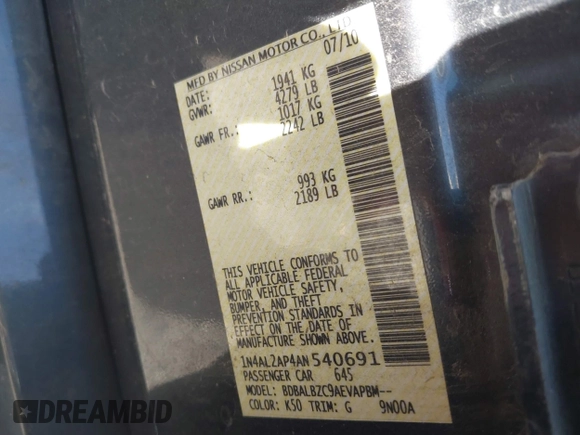 MFD BY NISSAN MOTOR CO., LTD
DATE: 07/10
GVWR: 1941 KG
4279 LB
GAWR FR.: 1017 KG
2242 LB
GAWR RR.: 993 KG
2189 LB
THIS VEHICLE CONFORMS TO
ALL APPLICABLE FEDERAL
MOTOR VEHICLE SAFETY,
BUMPER, AND THEFT
PREVENTION STANDARDS IN
EFFECT ON THE DATE OF
MANUFACTURE SHOWN ABOVE.
1N4AL2AP4AN540691
PASSENGER CAR 645
MODEL: BDBALBZC9AEVAPBM--
COLOR: K50 TRIM: G 9N00A
DREAMBID
.COM